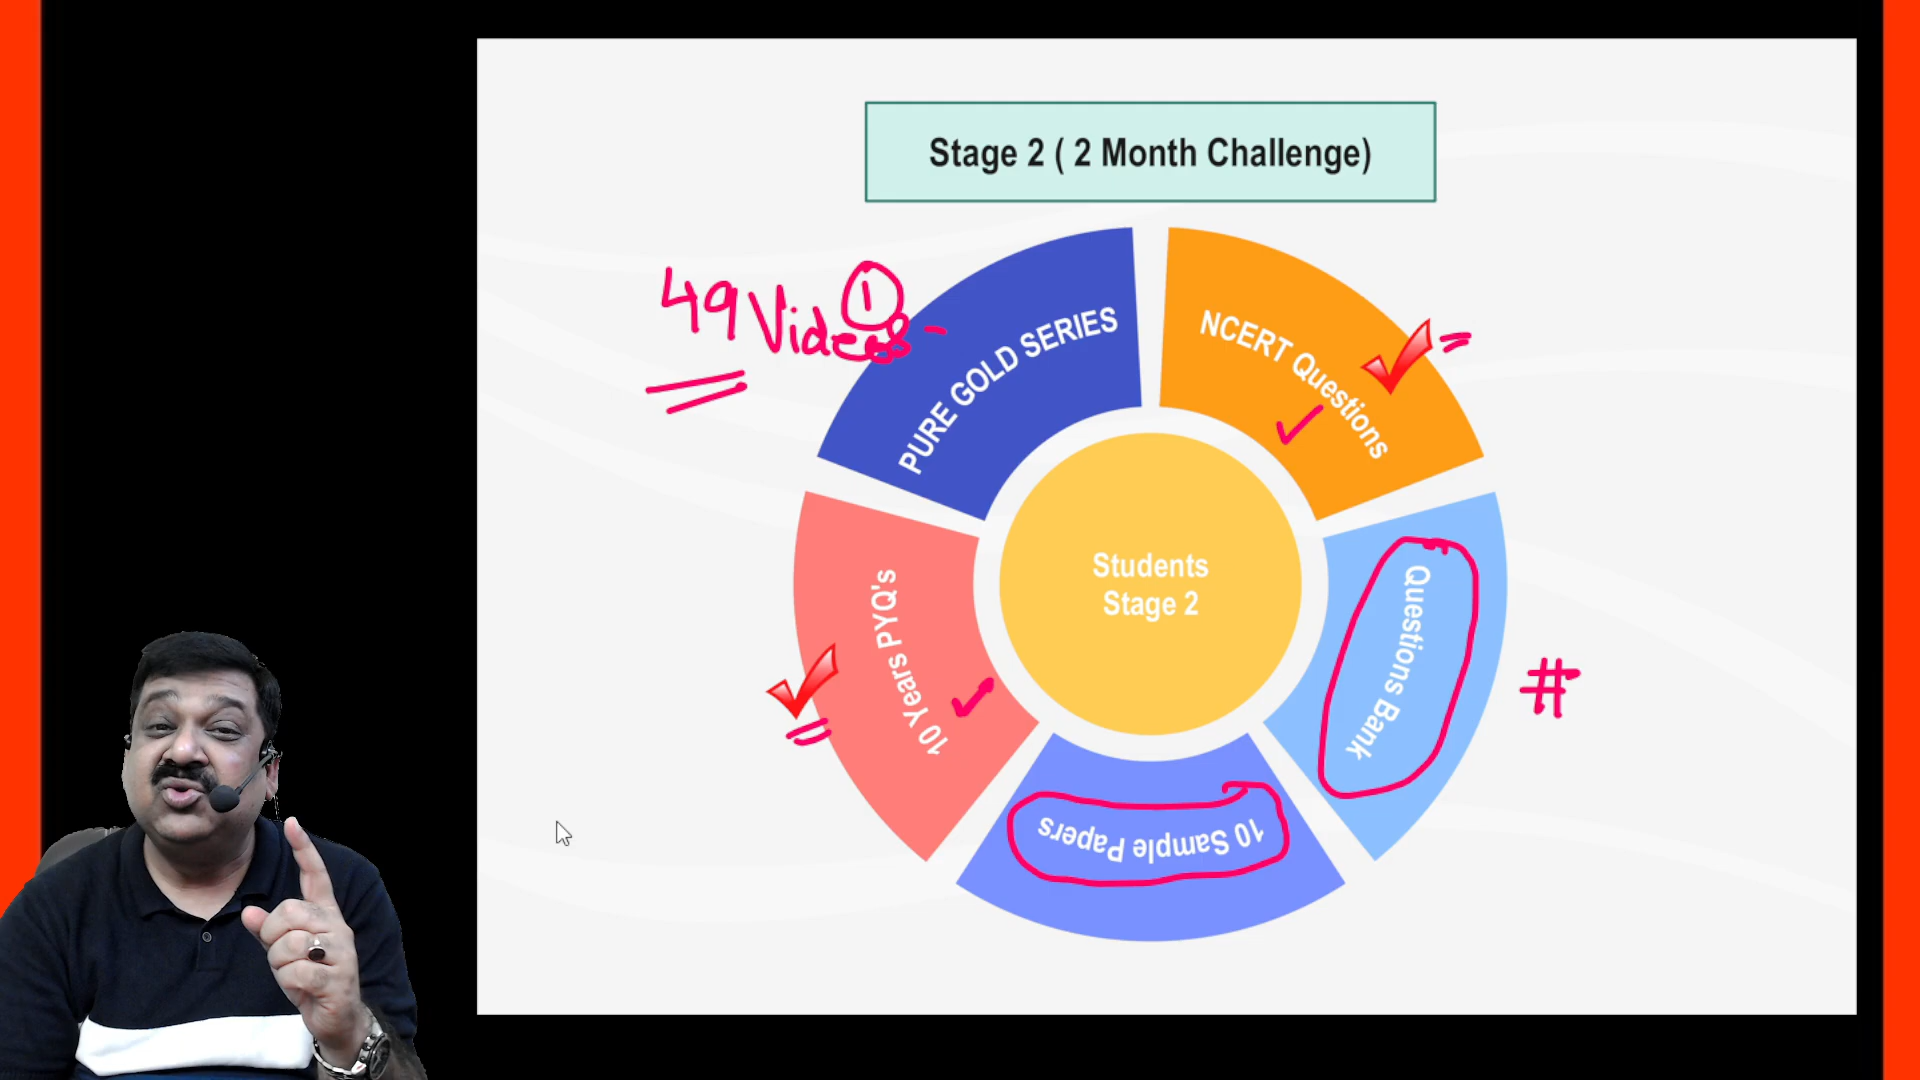 Stage 2 ( 2 Month Challenge)
49 Videos
1
PURE GOLD SERIES
NCERT Questions
Questions Bank
#
10 Sample Papers
10 Years PYQ's
Students
Stage 2